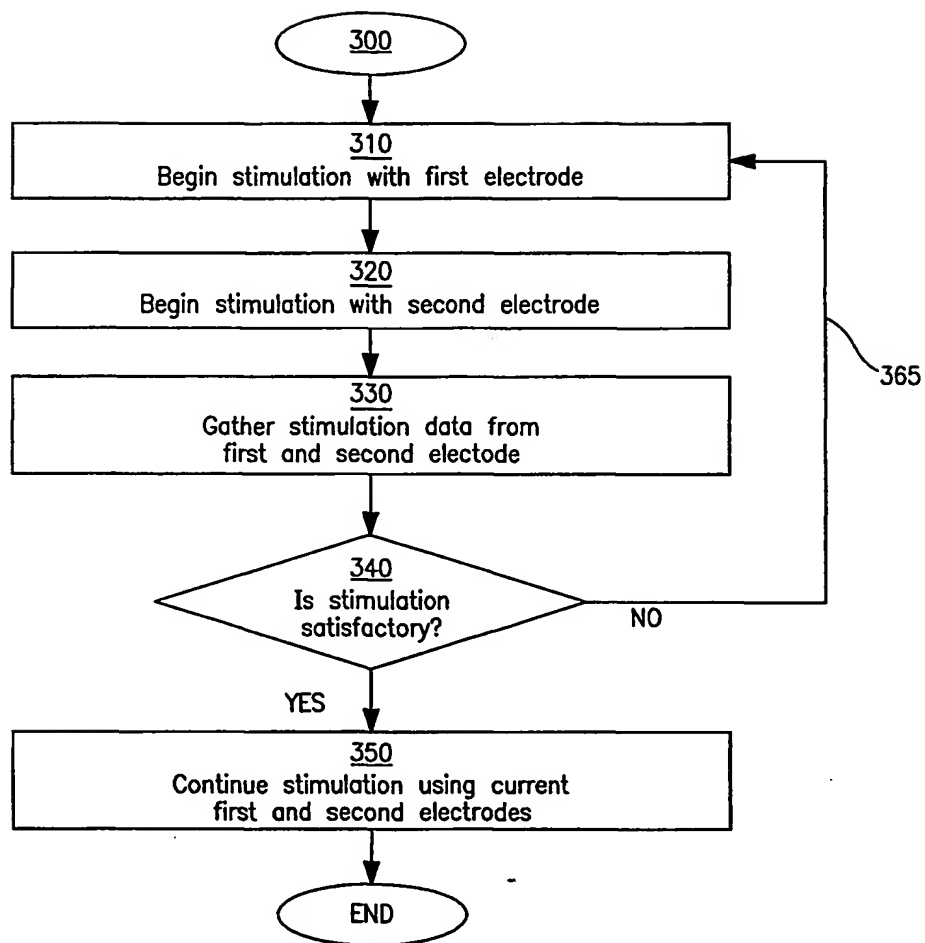 300
310
Begin stimulation with first electrode
320
Begin stimulation with second electrode
365
330
Gather stimulation data from
first and second electode
340
Is stimulation
satisfactory?
NO
YES
350
Continue stimulation using current
first and second electrodes
END